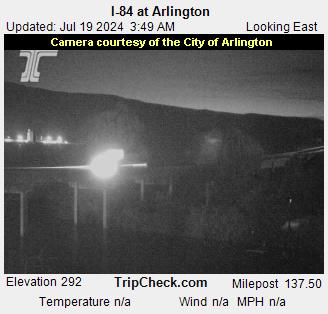 I-84 at Arlington
Updated: Jul 19 2024 3:49 AM Looking East
Camera courtesy of the City of Arlington
Elevation 292 TripCheck.com Milepost 137.50
Temperature n/a Wind n/a MPH n/a